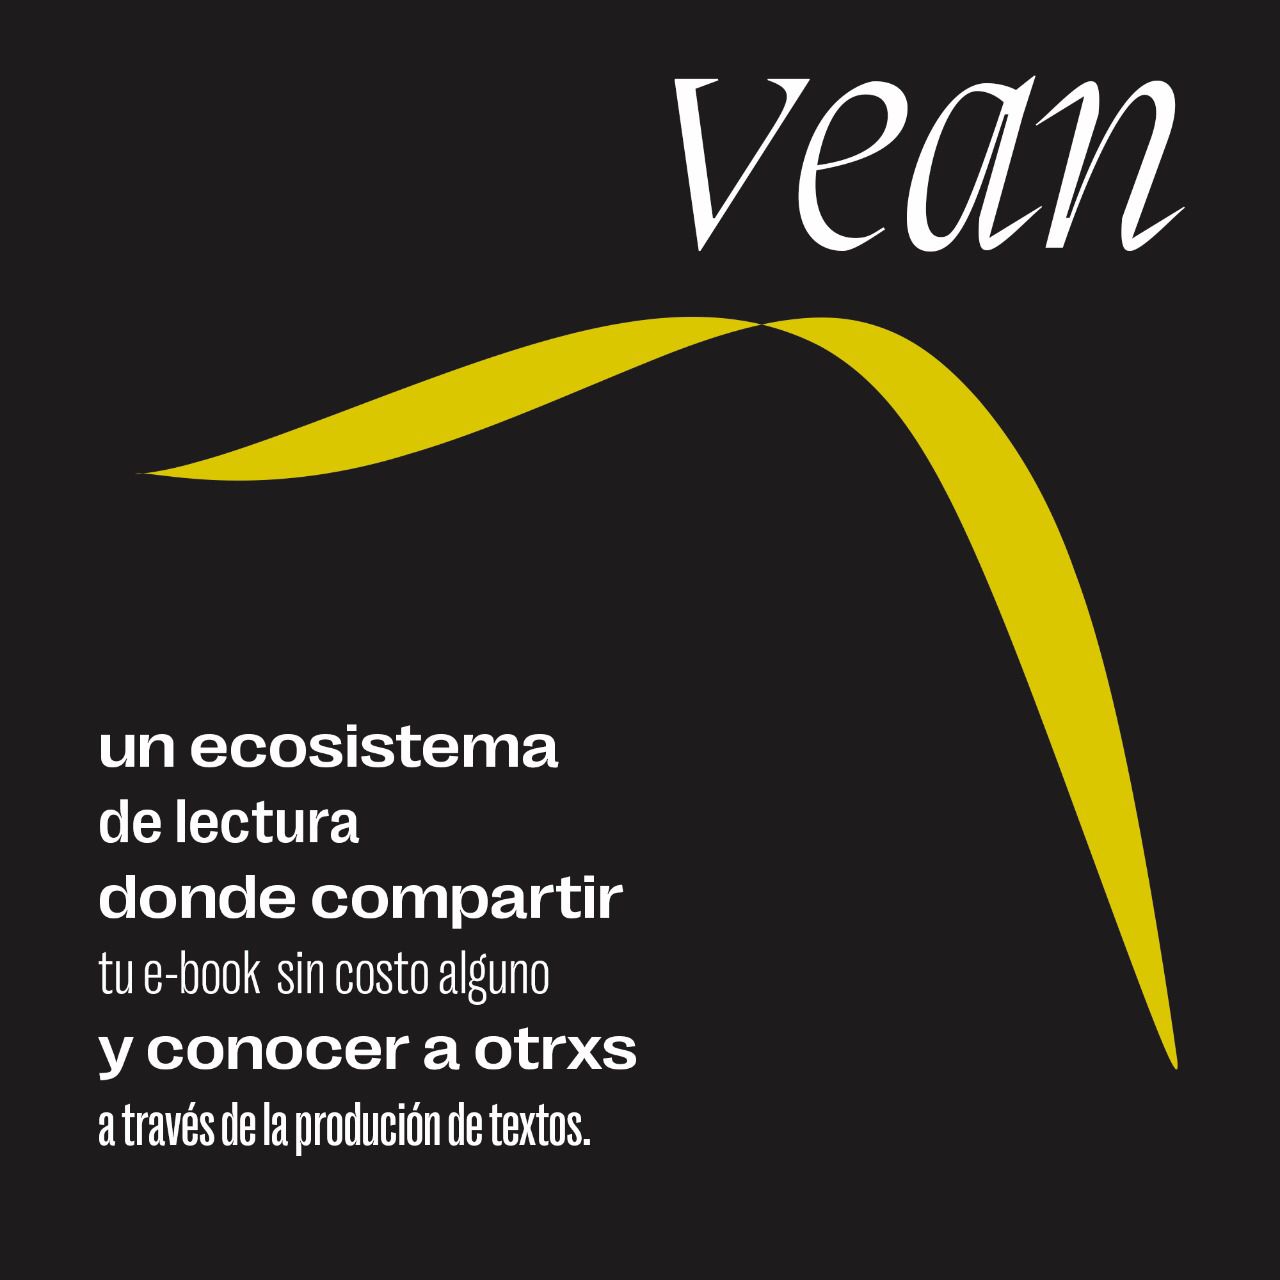 vean
un ecosistema
de lectura
donde compartir
tu e-book sin costo alguno
y conocer a otrxs
a través de la produción de textos.